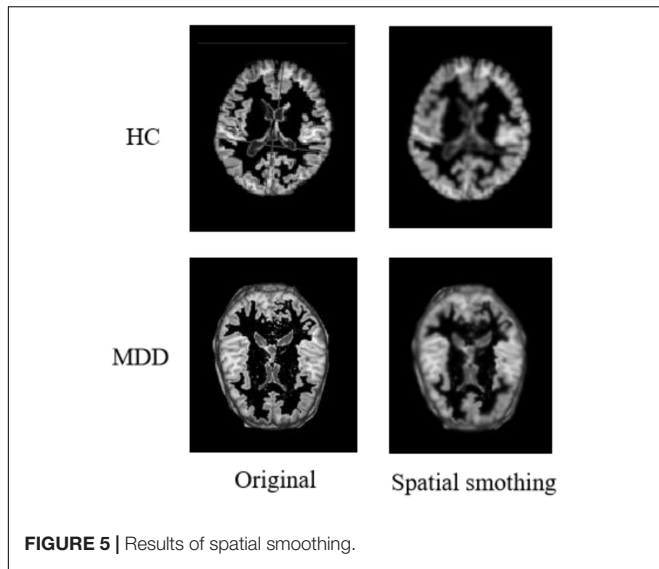 HC
MDD
Original
Spatial smothing
FIGURE 5 | Results of spatial smoothing.